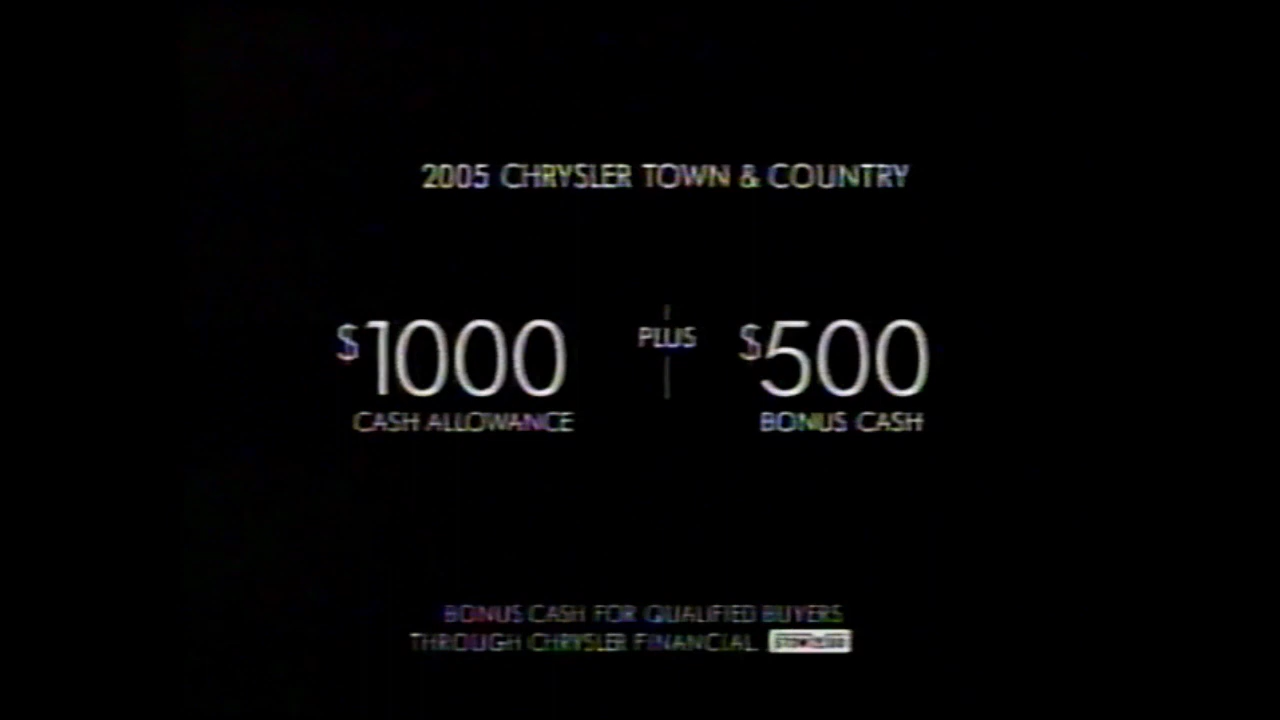 2005 CHRYSLER TOWN & COUNTRY
$1000 PLUS $500
CASH ALLOWANCE BONUS CASH
BONUS CASH FOR QUALIFIED BUYERS
THROUGH CHRYSLER FINANCIAL